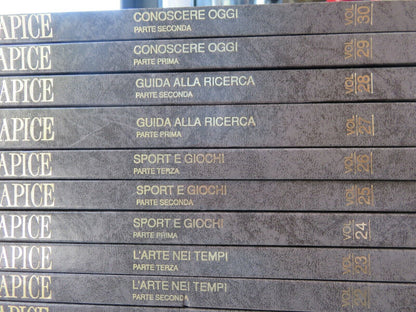 APICE CONOSCERE OGGI VOL. 30
PARTE SECONDA
APICE CONOSCERE OGGI VOL. 29
PARTE PRIMA
APICE GUIDA ALLA RICERCA VOL. 28
PARTE SECONDA
APICE GUIDA ALLA RICERCA VOL. 27
PARTE PRIMA
APICE SPORT E GIOCHI VOL. 26
PARTE TERZA
APICE SPORT E GIOCHI VOL. 25
PARTE SECONDA
APICE SPORT E GIOCHI VOL. 24
PARTE PRIMA
APICE L'ARTE NEI TEMPI VOL. 23
PARTE TERZA
APICE L'ARTE NEI TEMPI VOL. 22
PARTE SECONDA
APICE